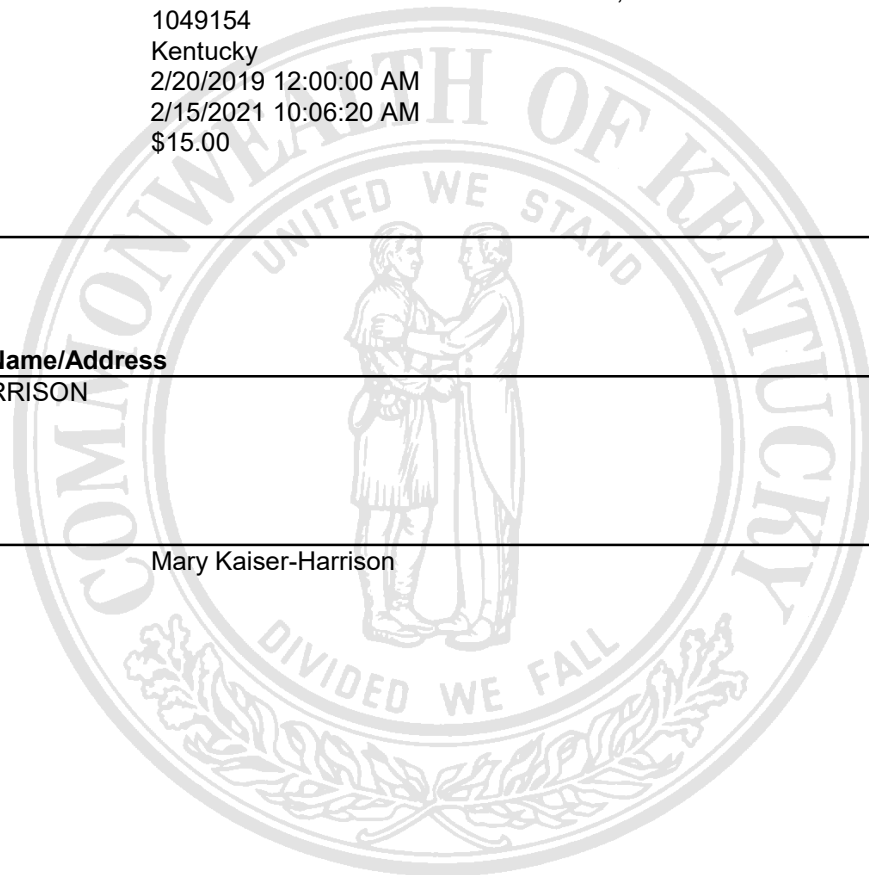 1049154
Kentucky
2/20/2019 12:00:00 AM
2/15/2021 10:06:20 AM
$15.00
COMMONWEALTH OF KENTUCKY
UNITED WE STAND
Name/Address
RRISON
Mary Kaiser-Harrison
DIVIDED WE FALL